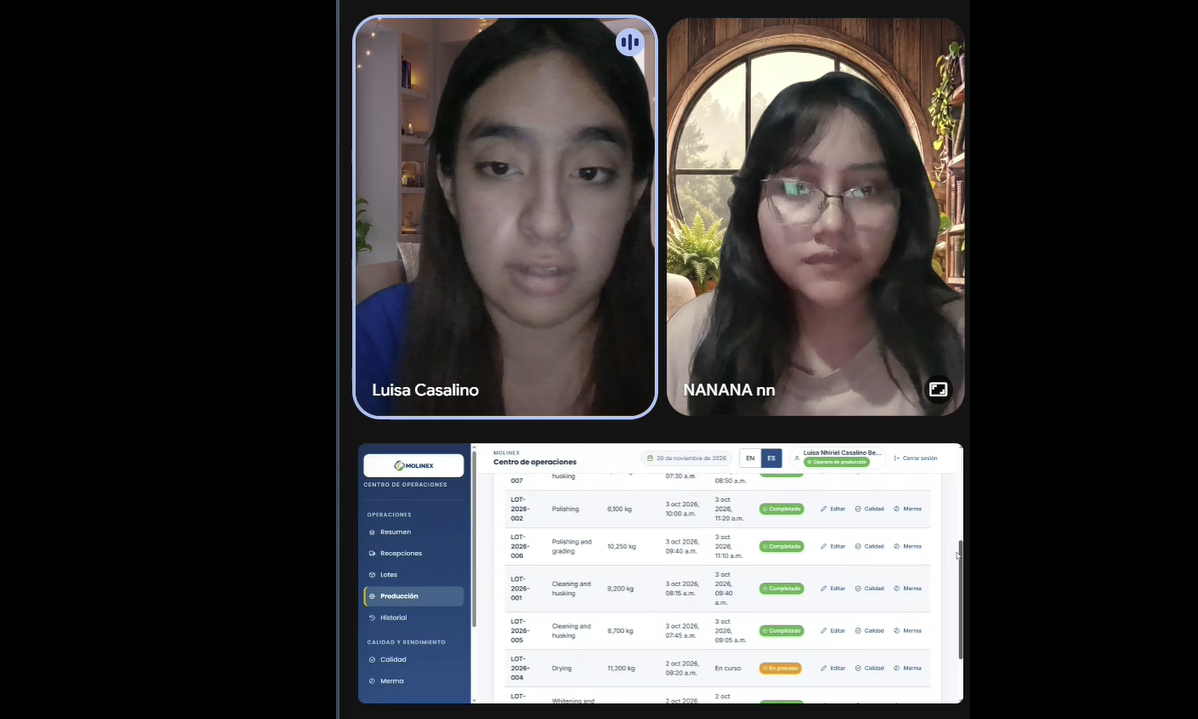 Luisa Casalino
NANANA nn
MOLINEX
CENTRO DE OPERACIONES
OPERACIONES
Resumen
Recepciones
Lotes
Producción
Historial
CALIDAD Y RENDIMIENTO
Calidad
Merma
MOLINEX
Centro de operaciones
26 de noviembre de 2026
EN
ES
Luisa Nhiriel Casalino Be...
Operario de producción
Cerrar sesión
007
husking
07:30 a.m.
08:50 a.m.
LOT-2026-002 Polishing 6,100 kg 3 oct 2026, 10:00 a.m. 3 oct 2026, 11:20 a.m. Completado Editar Calidad Merma
LOT-2026-006 Polishing and grading 10,250 kg 3 oct 2026, 09:40 a.m. 3 oct 2026, 11:10 a.m. Completado Editar Calidad Merma
LOT-2026-001 Cleaning and husking 8,200 kg 3 oct 2026, 08:15 a.m. 3 oct 2026, 09:40 a.m. Completado Editar Calidad Merma
LOT-2026-005 Cleaning and husking 8,700 kg 3 oct 2026, 07:45 a.m. 3 oct 2026, 09:05 a.m. Completado Editar Calidad Merma
LOT-2026-004 Drying 11,200 kg 2 oct 2026, 09:20 a.m. En curso En proceso Editar Calidad Merma
LOT- Whitening and 2 oct 2026, 2 oct